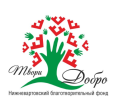 Твори Добро
Нижневартовский благотворительный фонд